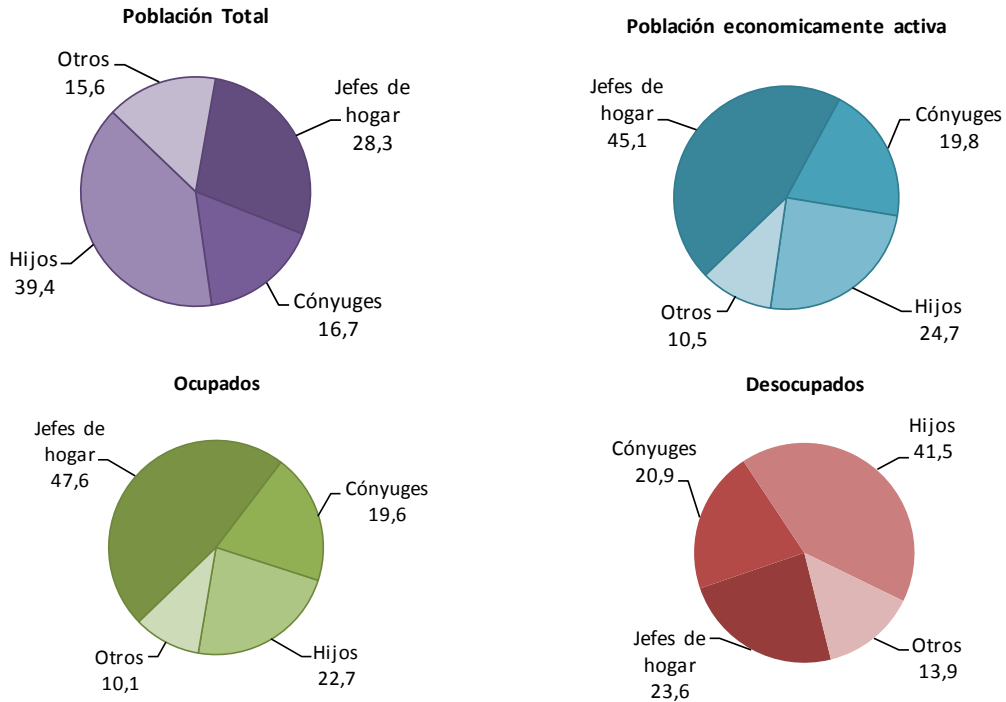 Población Total
Otros
15,6
Jefes de
hogar
28,3
Hijos
39,4
Cónyuges
16,7
Población economicamente activa
Jefes de
hogar
45,1
Cónyuges
19,8
Otros
10,5
Hijos
24,7
Ocupados
Jefes de
hogar
47,6
Cónyuges
19,6
Otros
10,1
Hijos
22,7
Desocupados
Hijos
41,5
Cónyuges
20,9
Jefes de
hogar
23,6
Otros
13,9